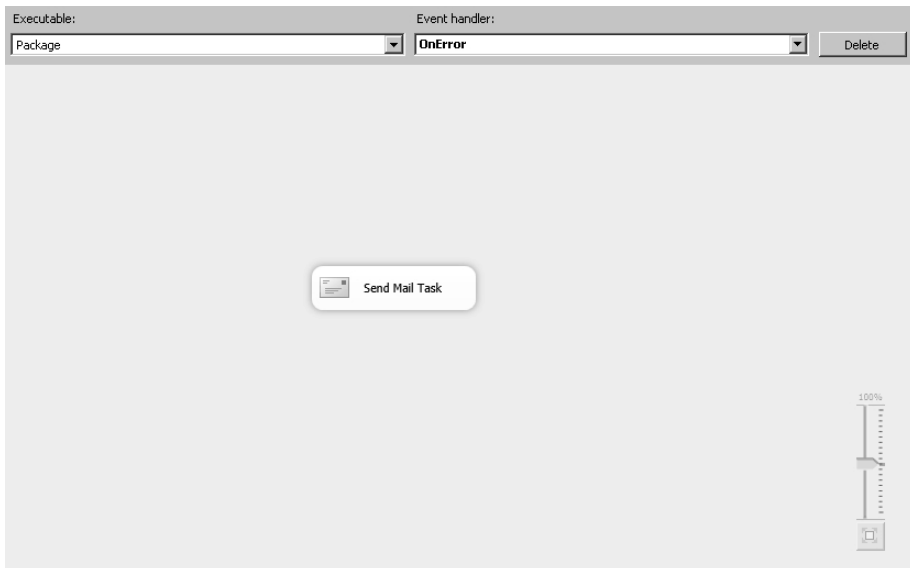 Executable:
Event handler:
Package
OnError
Delete
Send Mail Task
100%